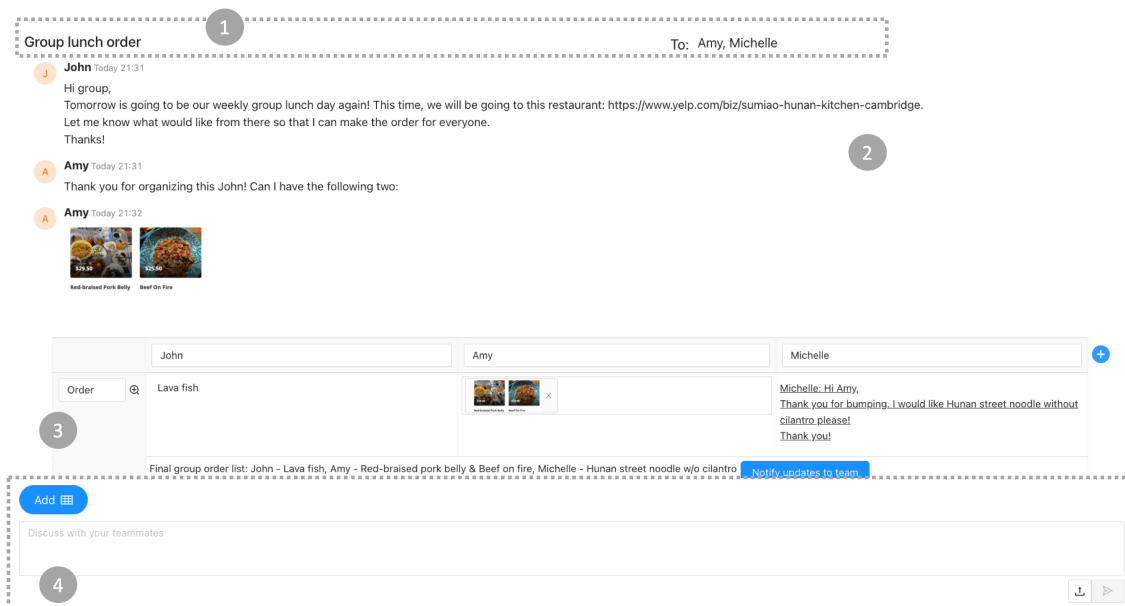 1
Group lunch order
To: Amy, Michelle
J
John Today 21:31
Hi group,
Tomorrow is going to be our weekly group lunch day again! This time, we will be going to this restaurant: https://www.yelp.com/biz/sumiao-hunan-kitchen-cambridge.
Let me know what would like from there so that I can make the order for everyone.
Thanks!
2
A
Amy Today 21:31
Thank you for organizing this John! Can I have the following two:
A
Amy Today 21:32
$29.50 $25.50
Red-braised Pork Belly Beef On Fire
John Amy Michelle
Order
Lava fish
Red-braised Pork Belly Beef On Fire
X
Michelle: Hi Amy,
Thank you for bumping. I would like Hunan street noodle without
cilantro please!
Thank you!
3
Final group order list: John - Lava fish, Amy - Red-braised pork belly & Beef on fire, Michelle - Hunan street noodle w/o cilantro
Notify updates to team
Add
Discuss with your teammates
4